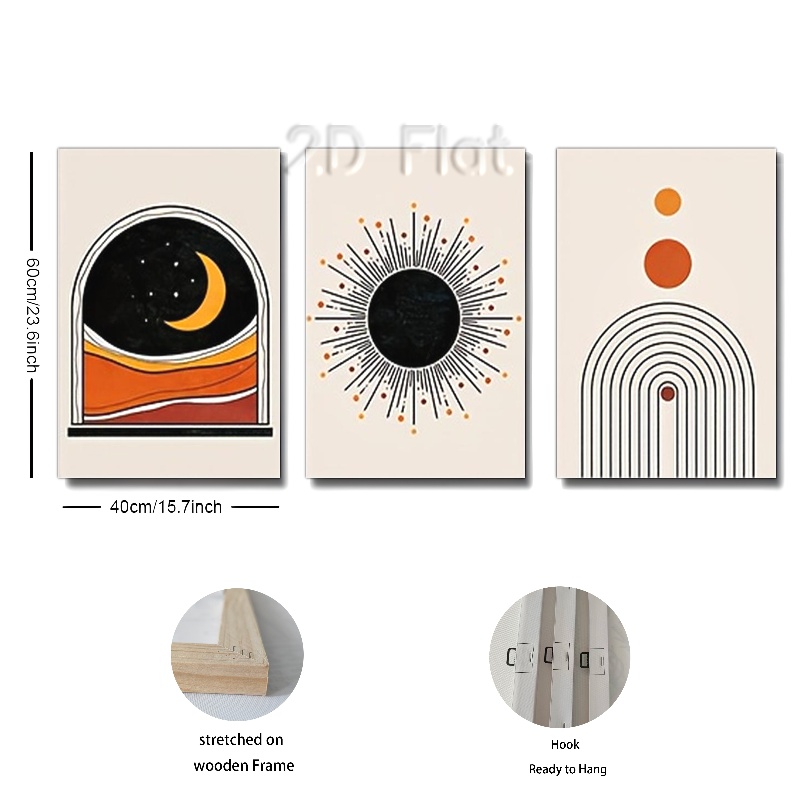 2D Flat
60cm/23.6inch
40cm/15.7inch
stretched on
wooden Frame
Hook
Ready to Hang